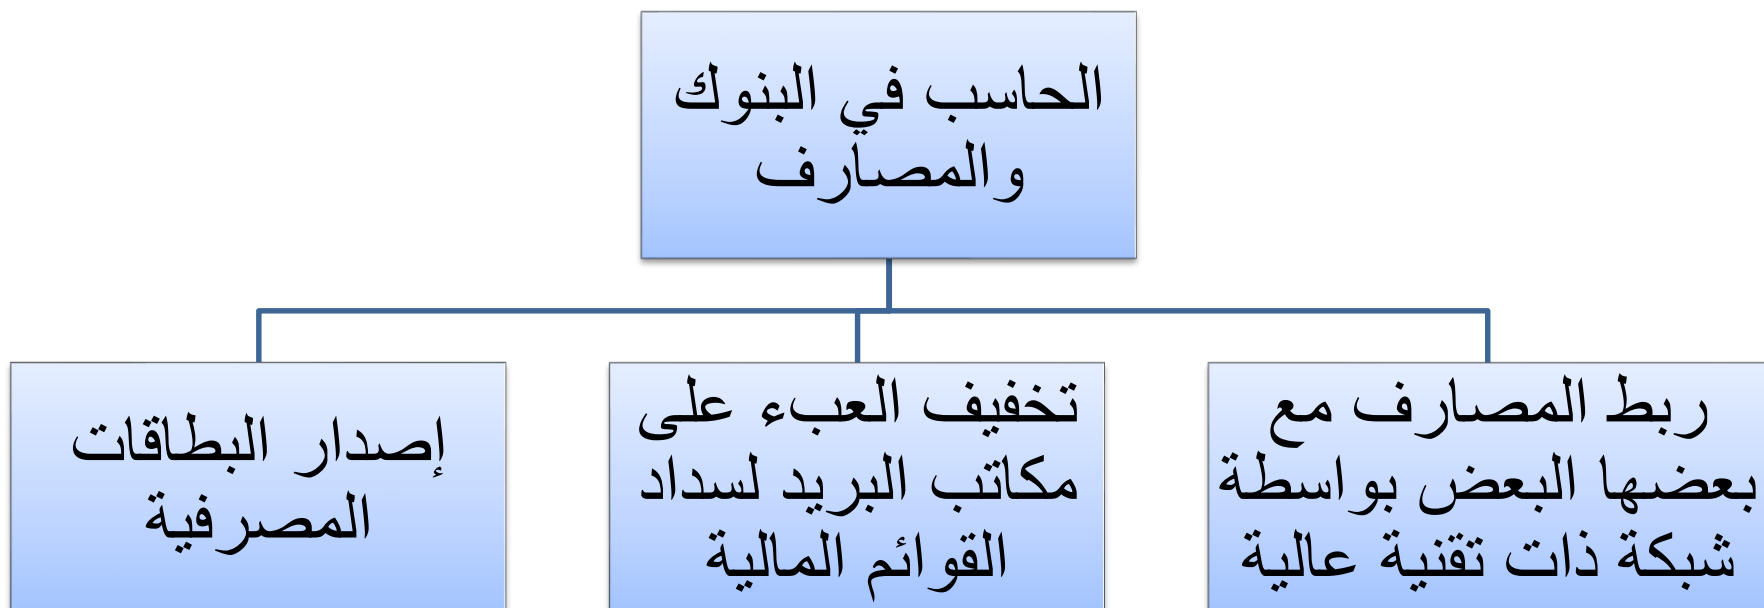 الحاسب في البنوك
والمصارف
ربط المصارف مع
بعضها البعض بواسطة
شبكة ذات تقنية عالية
تخفيف العبء على
مكاتب البريد لسداد
القوائم المالية
إصدار البطاقات
المصرفية